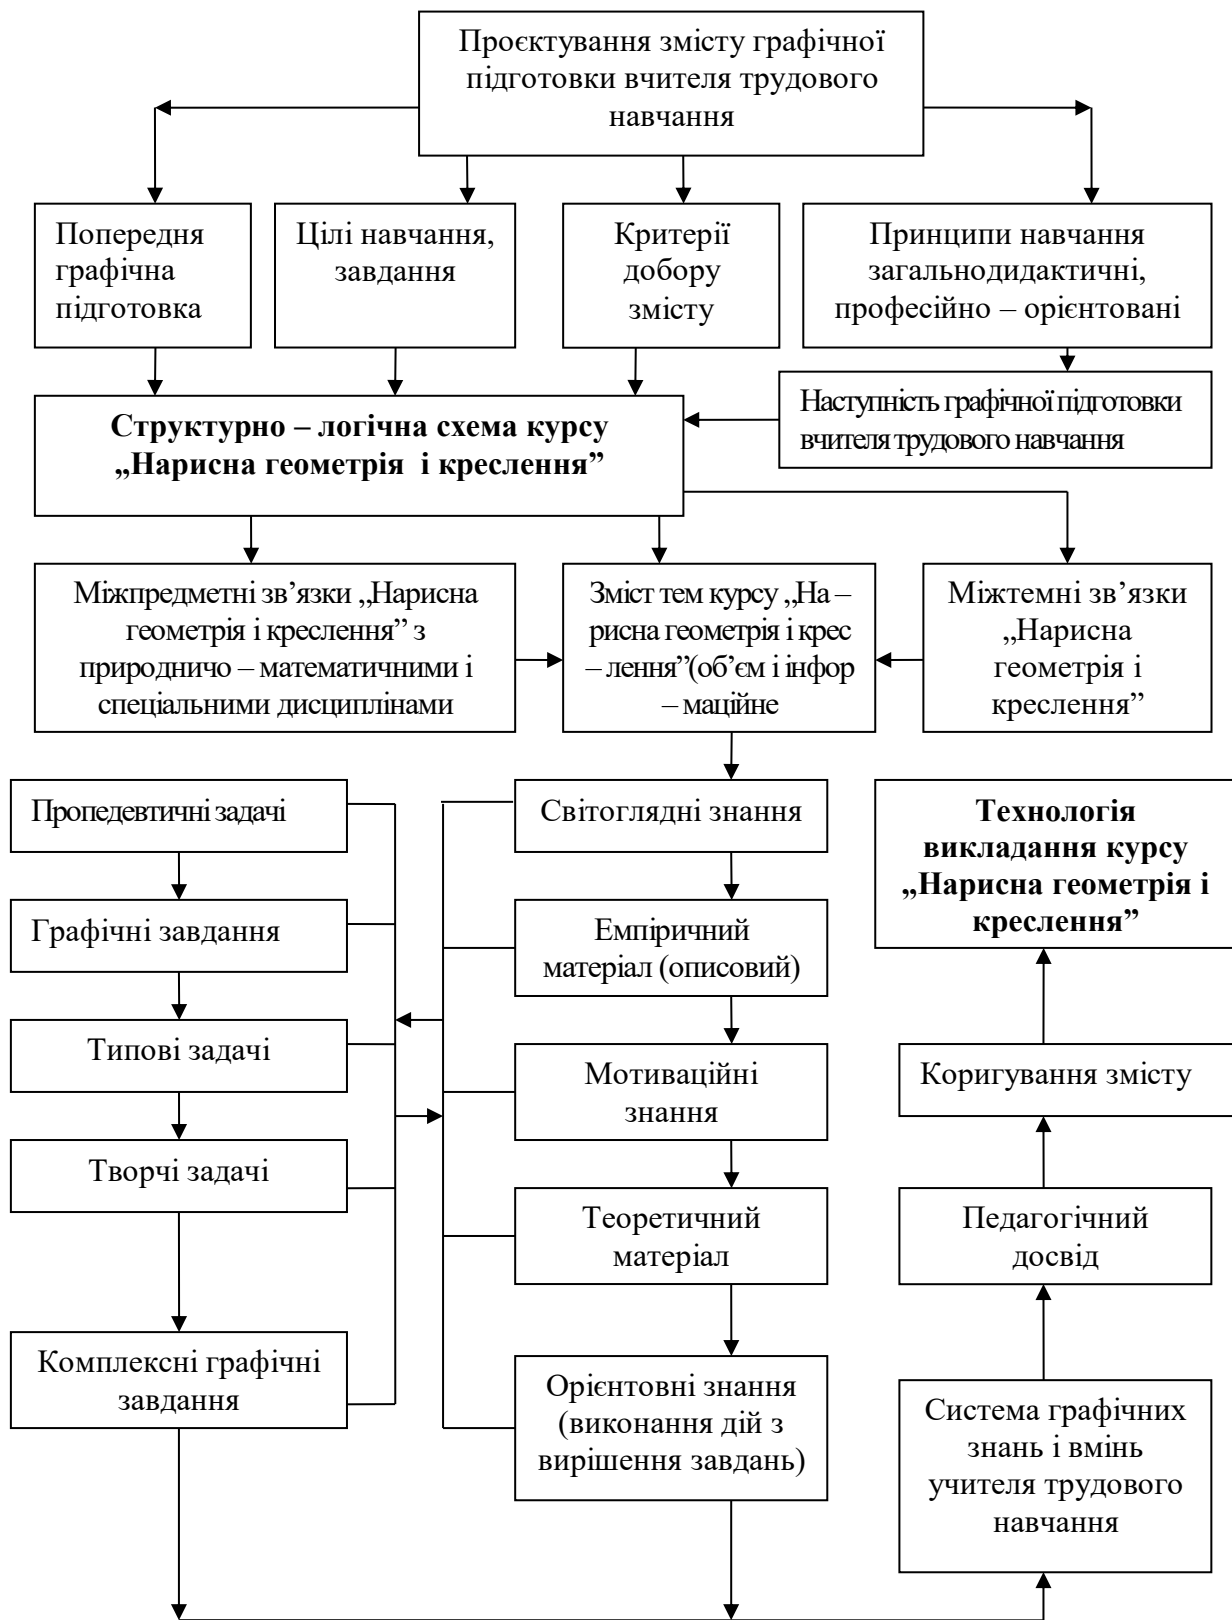 Проєктування змісту графічної
підготовки вчителя трудового
навчання
Попередня
графічна
підготовка
Цілі навчання,
завдання
Критерії
добору
змісту
Принципи навчання
загальнодидактичні,
професійно – орієнтовані
Структурно – логічна схема курсу
„Нарисна геометрія і креслення”
Наступність графічної підготовки
вчителя трудового навчання
Міжпредметні зв’язки „Нарисна
геометрія і креслення” з
природничо – математичними і
спеціальними дисциплінами
Зміст тем курсу „На –
рисна геометрія і крес
– лення”(об’єм і інфор
– маційне
Міжтемні зв’язки
„Нарисна
геометрія і
креслення”
Пропедевтичні задачі
Графічні завдання
Типові задачі
Творчі задачі
Комплексні графічні
завдання
Світоглядні знання
Емпіричний
матеріал (описовий)
Мотиваційні
знання
Теоретичний
матеріал
Орієнтовні знання
(виконання дій з
вирішення завдань)
Технологія
викладання курсу
„Нарисна геометрія і
креслення”
Коригування змісту
Педагогічний
досвід
Система графічних
знань і вмінь
учителя трудового
навчання